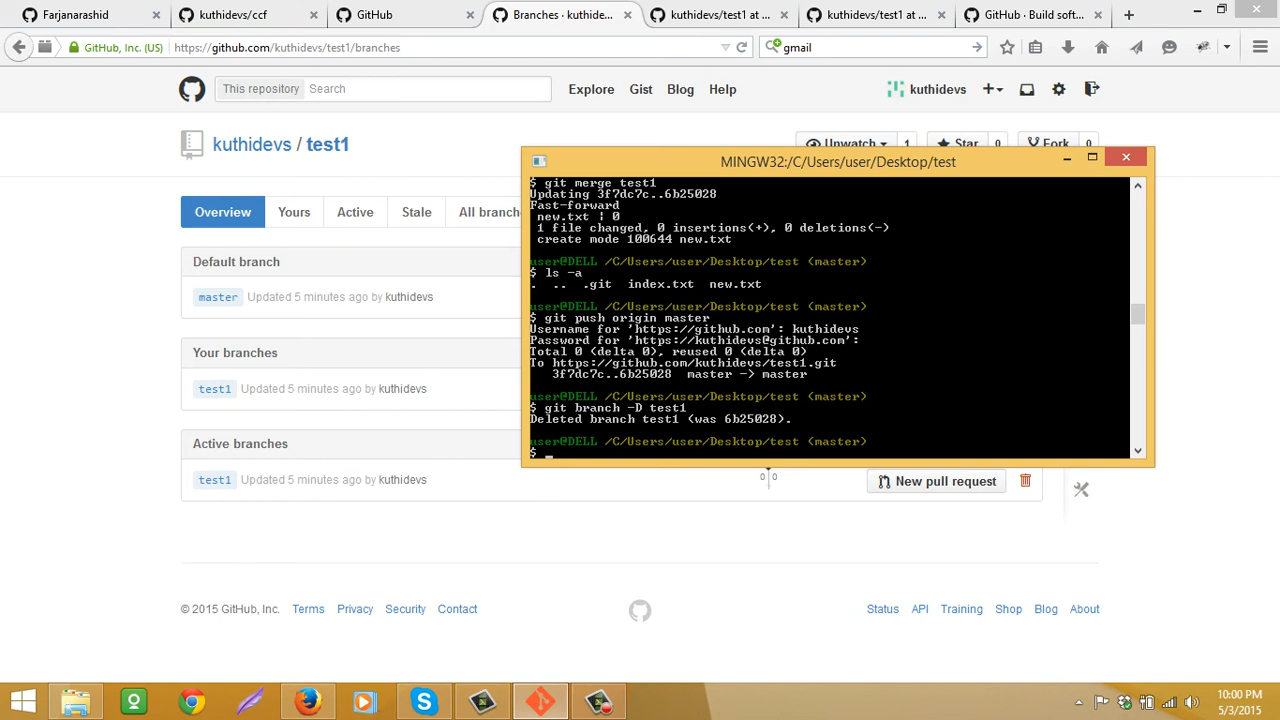 Farjanarashid
kuthidevs/ccf
GitHub
Branches · kuthide...
kuthidevs/test1 at ...
kuthidevs/test1 at ...
GitHub · Build soft...
GitHub, Inc. (US)
https://github.com/kuthidevs/test1/branches
gmail
This repository
Search
Explore
Gist
Blog
Help
kuthidevs
kuthidevs / test1
Unwatch
1
Star
0
Fork
0
Overview
Yours
Active
Stale
All branch
Default branch
master Updated 5 minutes ago by kuthidevs
Your branches
test1 Updated 5 minutes ago by kuthidevs
Active branches
test1 Updated 5 minutes ago by kuthidevs
0 0
New pull request
MINGW32:/C/Users/user/Desktop/test
$ git merge test1
Updating 3f7dc7c..6b25028
Fast-forward
new.txt | 0
1 file changed, 0 insertions(+), 0 deletions(-)
create mode 100644 new.txt
user@DELL /C/Users/user/Desktop/test (master)
$ ls -a
. .. .git index.txt new.txt
user@DELL /C/Users/user/Desktop/test (master)
$ git push origin master
Username for 'https://github.com': kuthidevs
Password for 'https://kuthidevs@github.com':
Total 0 (delta 0), reused 0 (delta 0)
To https://github.com/kuthidevs/test1.git
3f7dc7c..6b25028 master -> master
user@DELL /C/Users/user/Desktop/test (master)
$ git branch -D test1
Deleted branch test1 (was 6b25028).
user@DELL /C/Users/user/Desktop/test (master)
$ _
© 2015 GitHub, Inc.
Terms
Privacy
Security
Contact
Status
API
Training
Shop
Blog
About
10:00 PM
5/3/2015